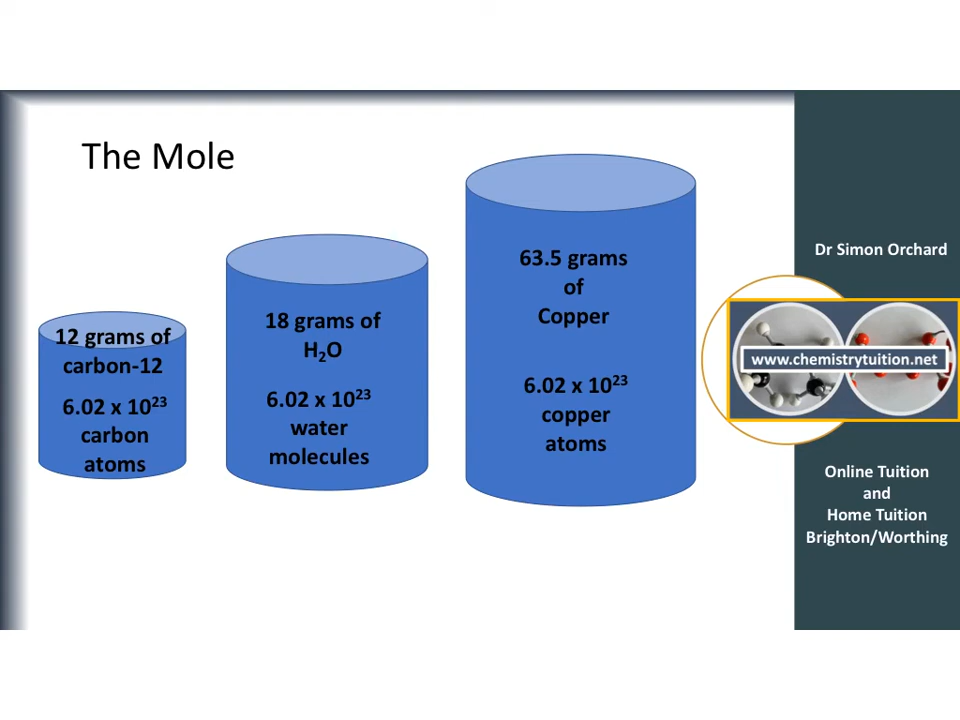 The Mole
12 grams of
carbon-12
6.02 x 10²³
carbon
atoms
18 grams of
H₂O
6.02 x 10²³
water
molecules
63.5 grams
of
Copper
6.02 x 10²³
copper
atoms
Dr Simon Orchard
www.chemistrytuition.net
Online Tuition
and
Home Tuition
Brighton/Worthing